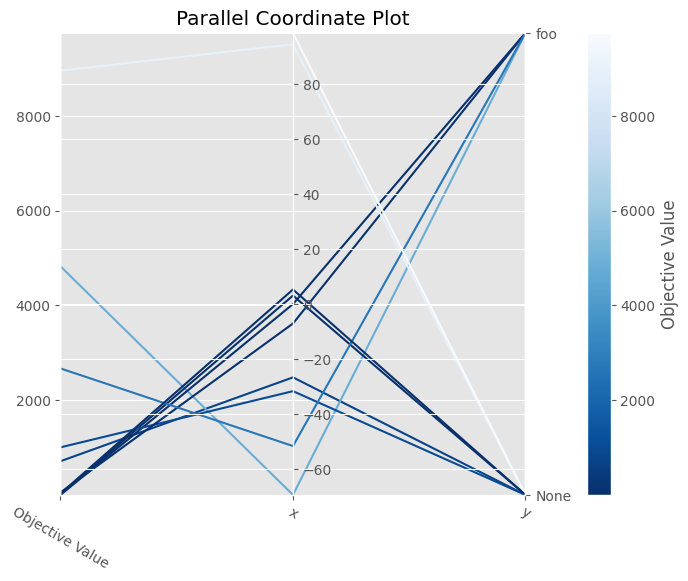 Parallel Coordinate Plot
8000
6000
4000
2000
Objective Value
80
60
40
20
0
−20
−40
−60
x
foo
None
y
8000
6000
4000
2000
Objective Value